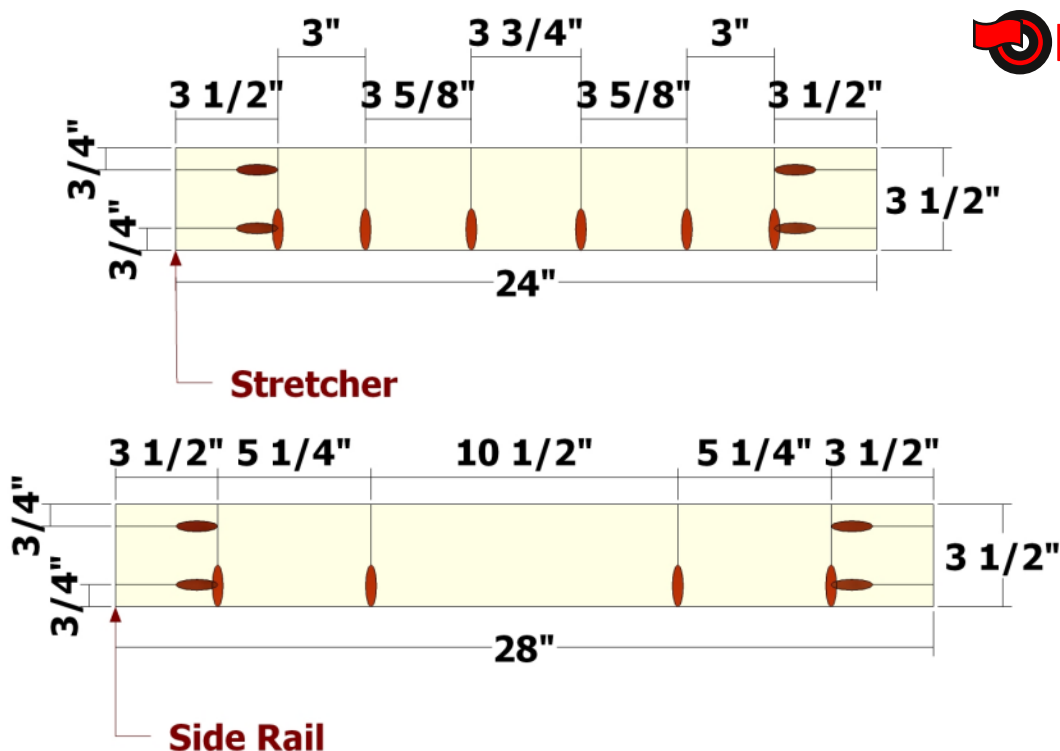 3" 3 3/4" 3"
3 1/2" 3 5/8" 3 5/8" 3 1/2"
3/4"
3/4"
3 1/2"
24"
Stretcher
3 1/2" 5 1/4" 10 1/2" 5 1/4" 3 1/2"
3/4"
3/4"
3 1/2"
28"
Side Rail